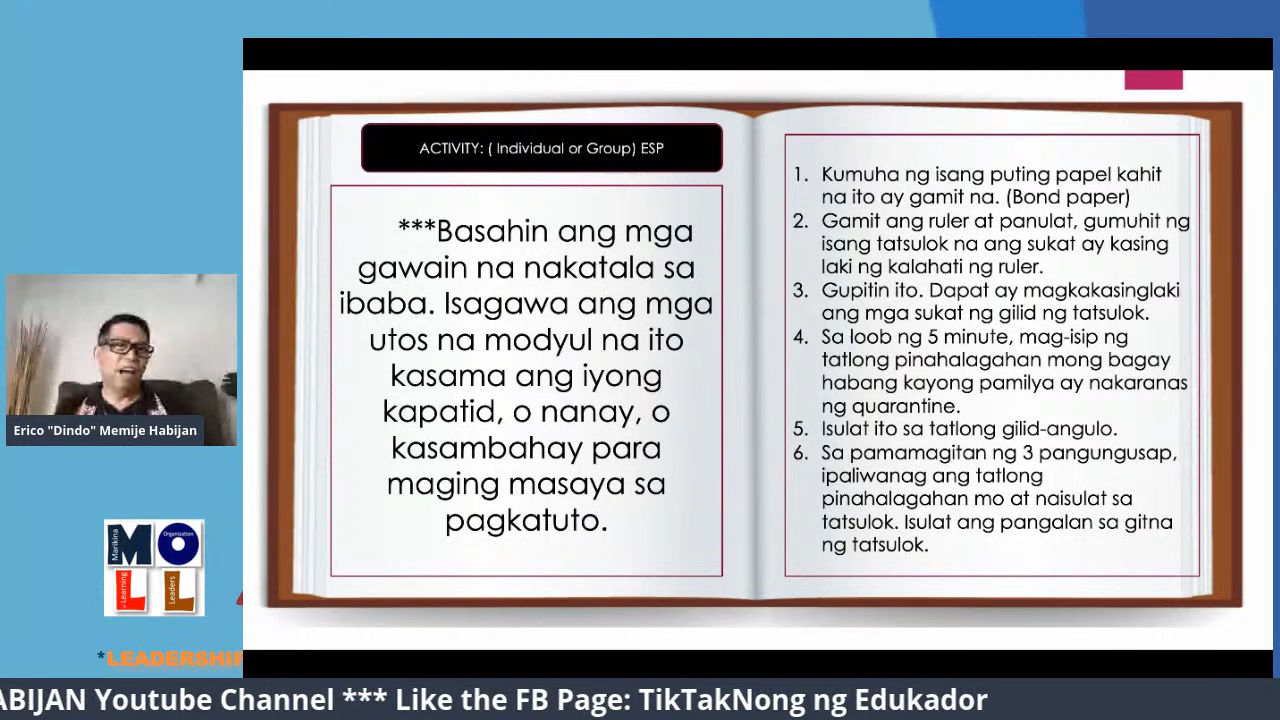 ACTIVITY: ( Individual or Group) ESP
***Basahin ang mga
gawain na nakatala sa
ibaba. Isagawa ang mga
utos na modyul na ito
kasama ang iyong
kapatid, o nanay, o
kasambahay para
maging masaya sa
pagkatuto.
1. Kumuha ng isang puting papel kahit
na ito ay gamit na. (Bond paper)
2. Gamit ang ruler at panulat, gumuhit ng
isang tatsulok na ang sukat ay kasing
laki ng kalahati ng ruler.
3. Gupitin ito. Dapat ay magkakasinglaki
ang mga sukat ng gilid ng tatsulok.
4. Sa loob ng 5 minute, mag-isip ng
tatlong pinahalagahan mong bagay
habang kayong pamilya ay nakaranas
ng quarantine.
5. Isulat ito sa tatlong gilid-angulo.
6. Sa pamamagitan ng 3 pangungusap,
ipaliwanag ang tatlong
pinahalagahan mo at naisulat sa
tatsulok. Isulat ang pangalan sa gitna
ng tatsulok.
Erico "Dindo" Memije Habijan
Marikina
M
Organization
O
of Learning
L
Leaders
L
*LEADERSHIP
ABIJAN Youtube Channel *** Like the FB Page: TikTakNong ng Edukador